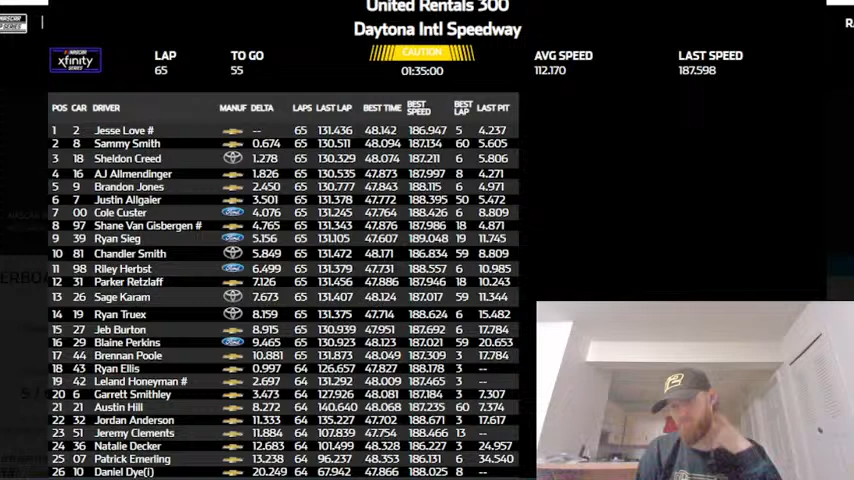 United Rentals 300
Daytona Intl Speedway
NASCAR
xfinity
SERIES
LAP TO GO CAUTION AVG SPEED LAST SPEED
65 55 01:35:00 112.170 187.598
POS CAR DRIVER MANUF DELTA LAPS LAST LAP BEST TIME BEST SPEED BEST LAP LAST PIT
1 2 Jesse Love # -- 65 131.436 48.142 186.947 5 4.237
2 8 Sammy Smith 0.674 65 130.511 48.094 187.134 60 5.605
3 18 Sheldon Creed 1.278 65 130.329 48.074 187.211 6 5.806
4 16 AJ Allmendinger 1.826 65 130.535 47.873 187.997 8 4.271
5 9 Brandon Jones 2.450 65 130.777 47.843 188.115 6 4.971
6 7 Justin Allgaier 3.501 65 131.378 47.772 188.395 50 5.472
7 00 Cole Custer 4.076 65 131.245 47.764 188.426 6 8.809
8 97 Shane Van Gisbergen # 4.765 65 131.343 47.876 187.986 18 4.871
9 39 Ryan Sieg 5.156 65 131.105 47.607 189.048 19 11.745
10 81 Chandler Smith 5.849 65 131.472 48.171 186.834 59 8.809
11 98 Riley Herbst 6.499 65 131.379 47.731 188.557 6 10.985
12 31 Parker Retzlaff 7.126 65 131.456 47.886 187.946 18 10.243
13 26 Sage Karam 7.673 65 131.407 48.124 187.017 59 11.344
14 19 Ryan Truex 8.159 65 131.375 47.714 188.624 6 15.482
15 27 Jeb Burton 8.915 65 130.939 47.951 187.692 6 17.784
16 29 Blaine Perkins 9.465 65 130.923 48.123 187.021 59 20.653
17 44 Brennan Poole 10.881 65 131.873 48.049 187.309 3 17.784
18 43 Ryan Ellis 0.997 64 126.657 47.827 188.178 3 --
19 42 Leland Honeyman # 2.697 64 131.292 48.009 187.465 3 --
20 6 Garrett Smithley 3.473 64 127.926 48.081 187.184 3 7.307
21 21 Austin Hill 8.272 64 140.640 48.068 187.235 60 7.374
22 32 Jordan Anderson 11.333 64 135.227 47.702 188.671 3 17.617
23 51 Jeremy Clements 11.884 64 107.839 47.754 188.466 13 --
24 36 Natalie Decker 12.683 64 101.499 48.328 186.227 3 24.957
25 07 Patrick Emerling 13.238 64 96.237 48.353 186.131 6 34.540
26 10 Daniel Dye(i) 20.249 64 67.942 47.866 188.025 8 --